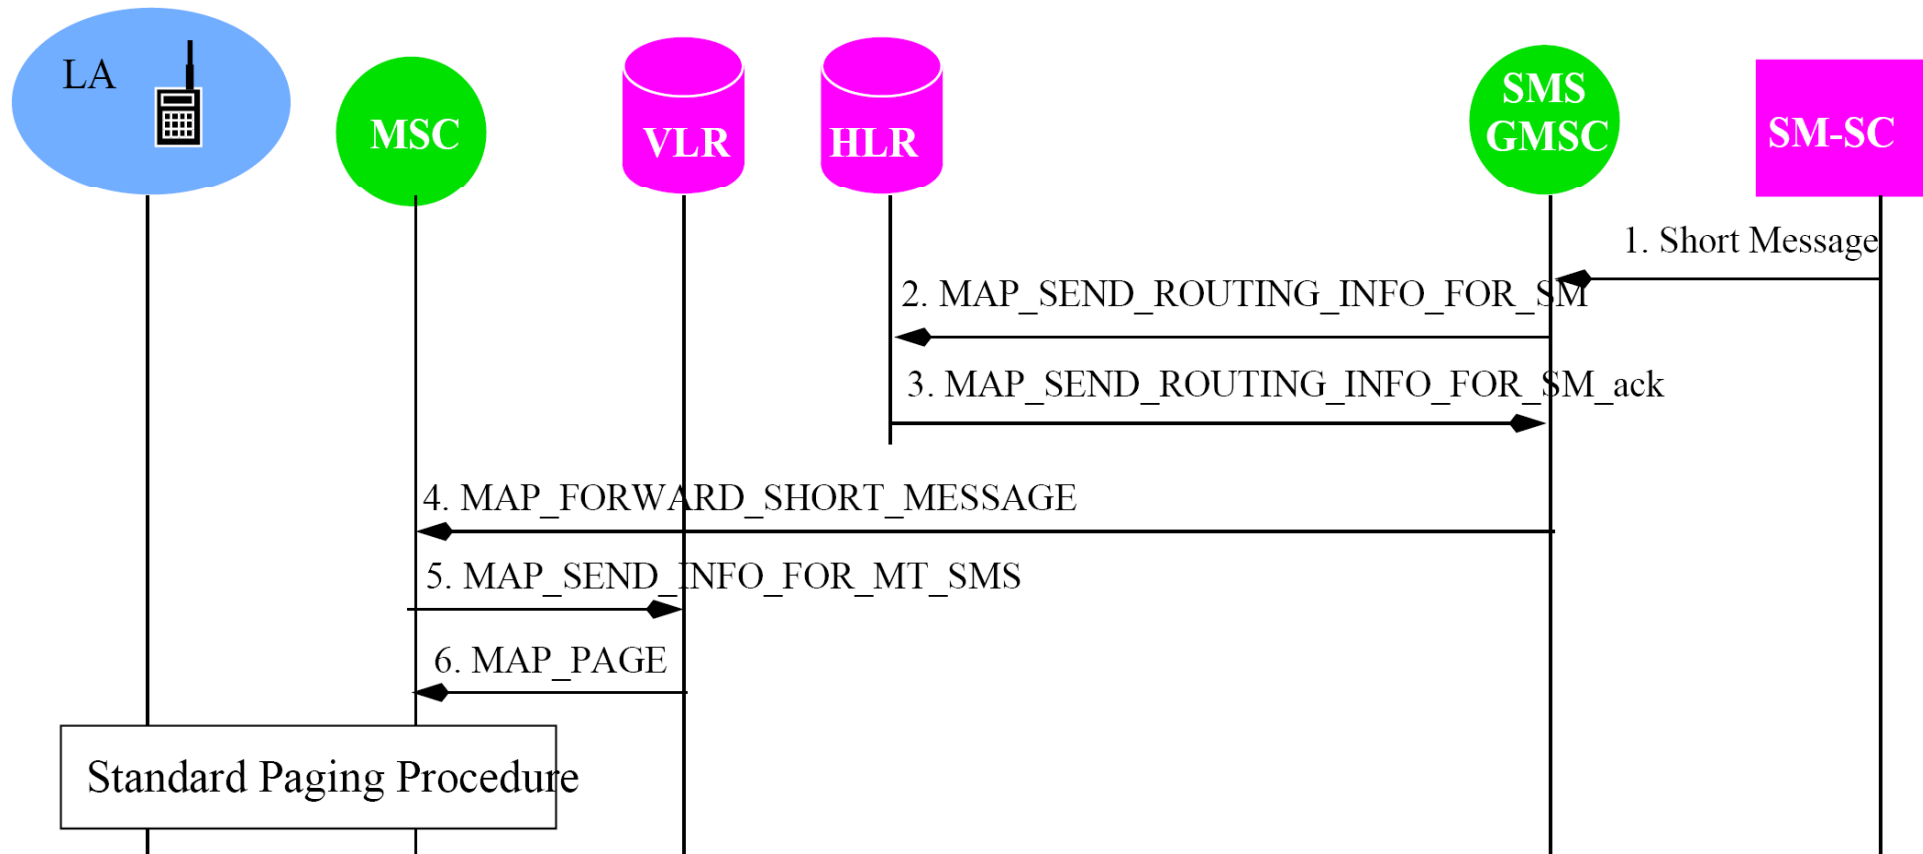 LA
MSC
VLR
HLR
SMS
GMSC
SM-SC
1. Short Message
2. MAP_SEND_ROUTING_INFO_FOR_SM
3. MAP_SEND_ROUTING_INFO_FOR_SM_ack
4. MAP_FORWARD_SHORT_MESSAGE
5. MAP_SEND_INFO_FOR_MT_SMS
6. MAP_PAGE
Standard Paging Procedure